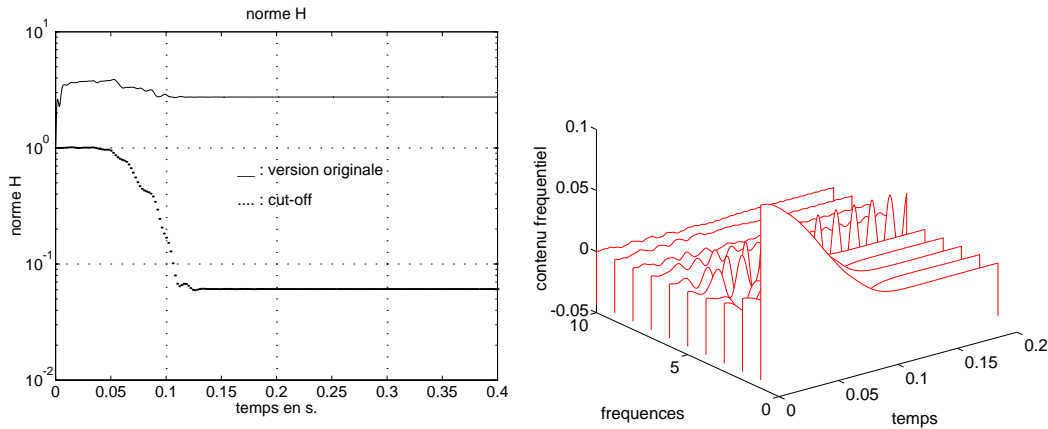 norme H
10^1
10^0
10^-1
10^-2
norme H
__ : version originale
.... : cut-off
0 0.05 0.1 0.15 0.2 0.25 0.3 0.35 0.4
temps en s.
0.1
0.05
0
-0.05
contenu frequentiel
10
5
0
frequences
0
0.05
0.1
0.15
0.2
temps